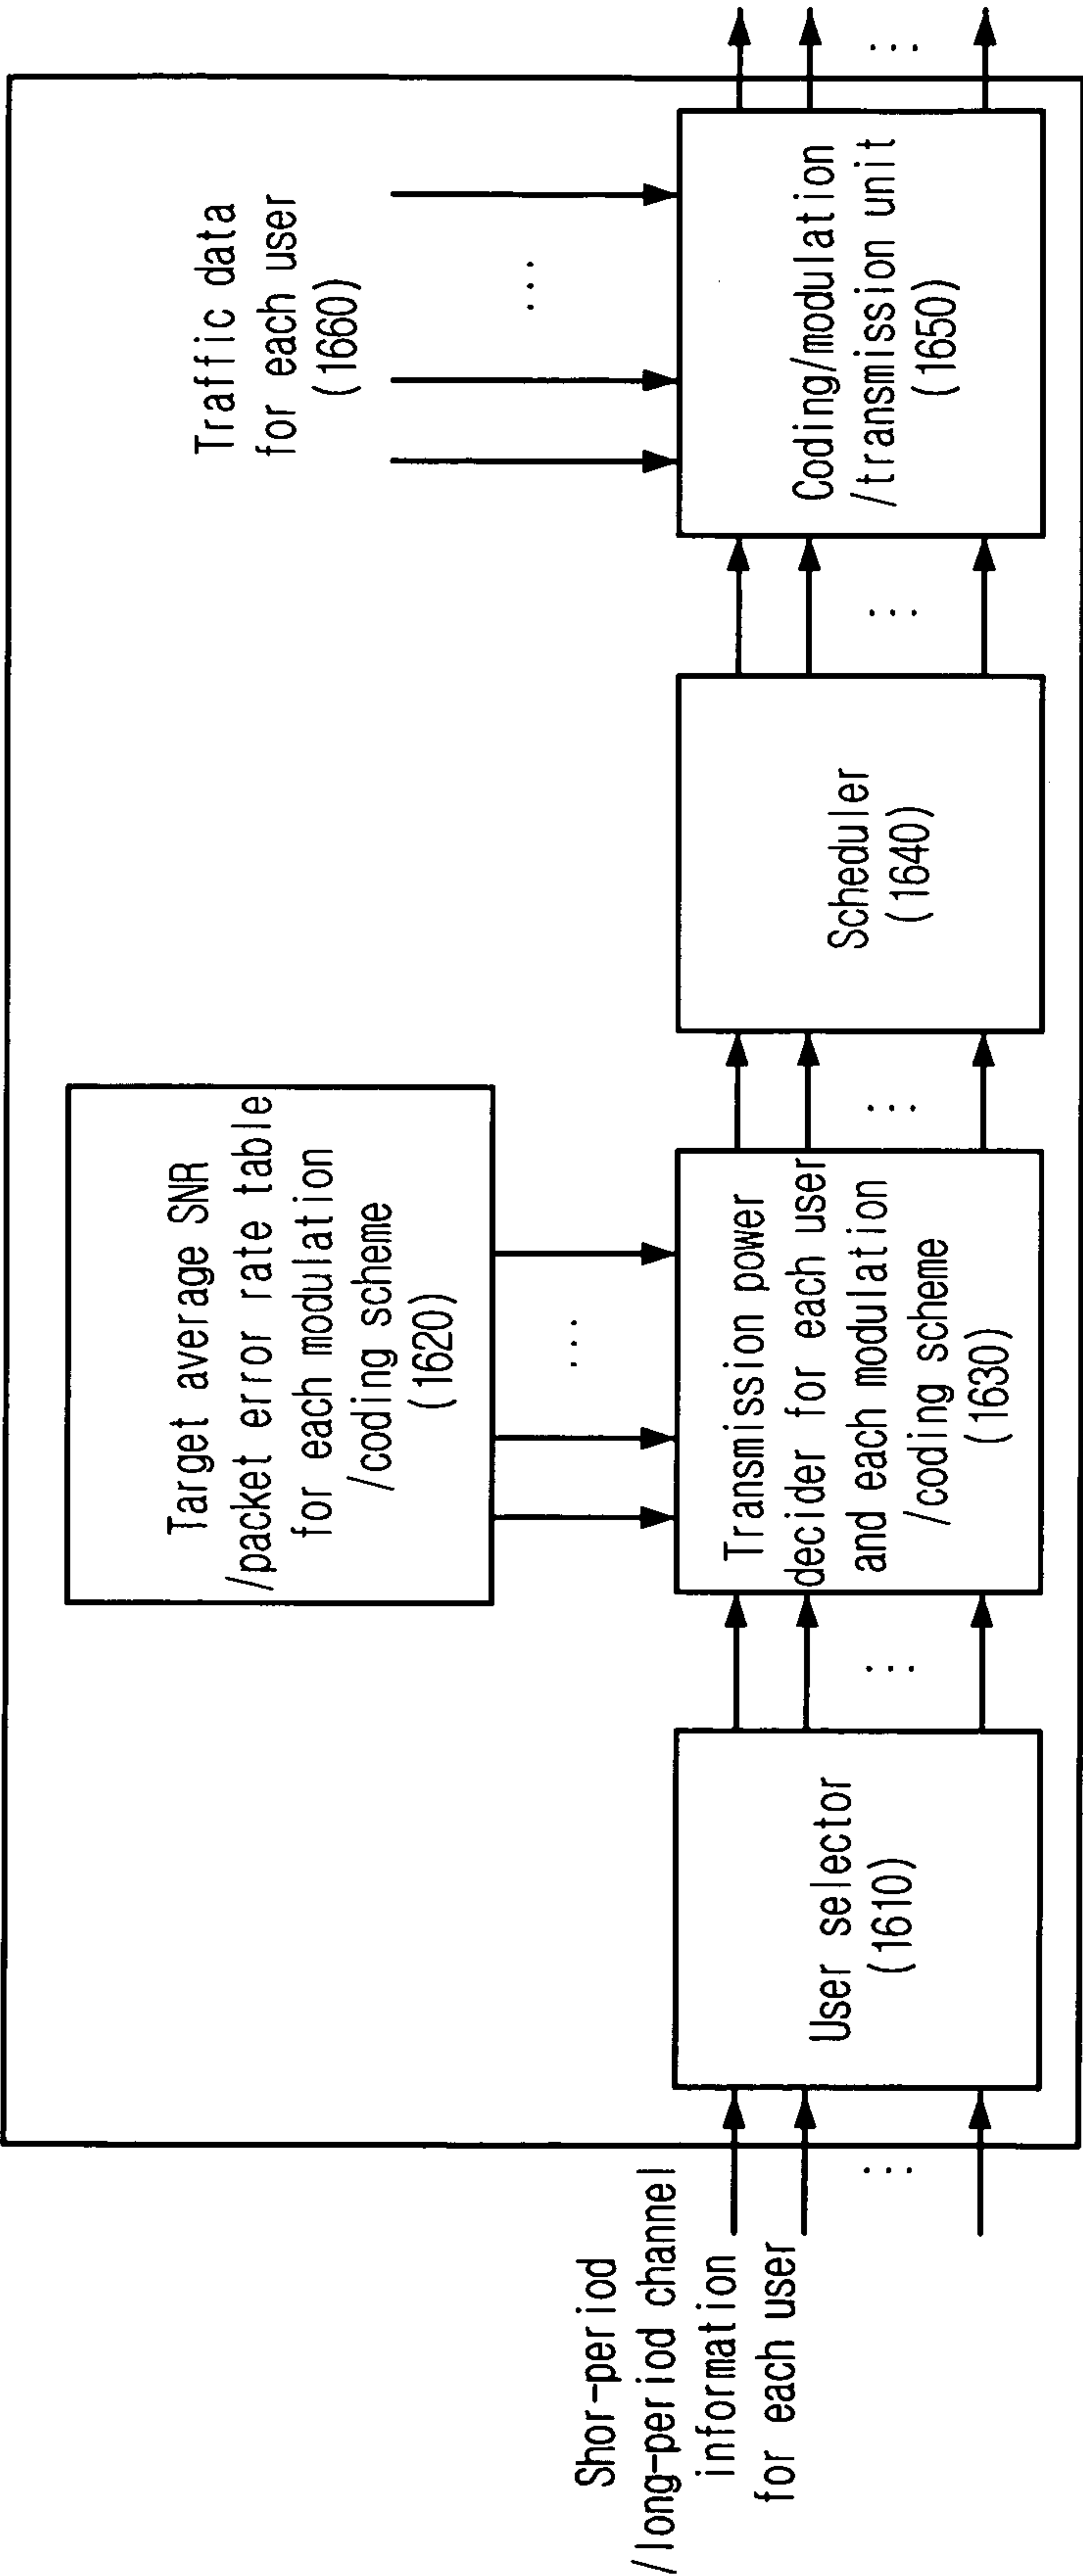 Shor-period
/long-period channel
information
for each user
User selector
(1610)
Target average SNR
/packet error rate table
for each modulation
/coding scheme
(1620)
Transmission power
decider for each user
and each modulation
/coding scheme
(1630)
Scheduler
(1640)
Traffic data
for each user
(1660)
Coding/modulation
/transmission unit
(1650)